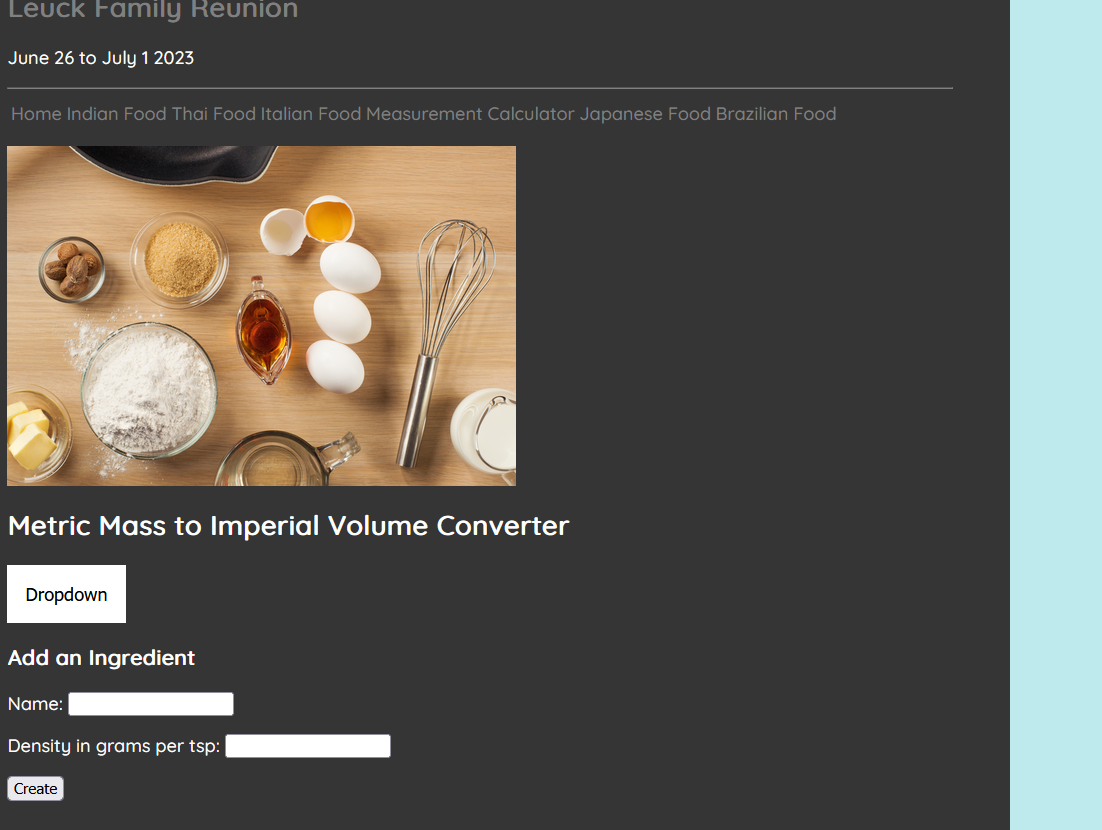 Leuck Family Reunion
June 26 to July 1 2023
Home Indian Food Thai Food Italian Food Measurement Calculator Japanese Food Brazilian Food
Metric Mass to Imperial Volume Converter
Dropdown
Add an Ingredient
Name:
Density in grams per tsp:
Create